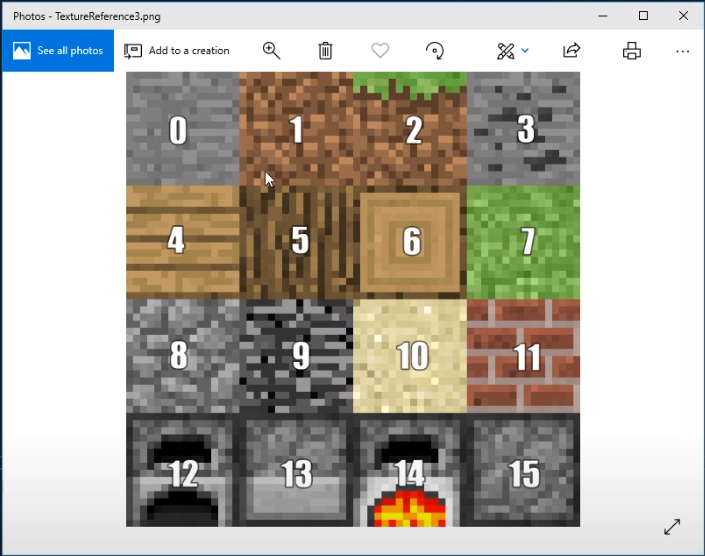 Photos - TextureReference3.png
See all photos
Add to a creation
0 1 2 3
4 5 6 7
8 9 10 11
12 13 14 15